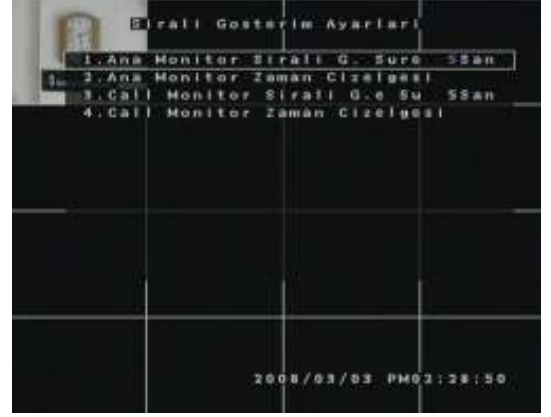 Sirali Gosterim Ayarlari
1.Ana Monitor Sirali G. Sure 5San
2.Ana Monitor Zaman Cizelgesi
3.Call Monitor Sirali G.e Su 5San
4.Call Monitor Zaman Cizelgesi
2008/03/03 PM03:28:50